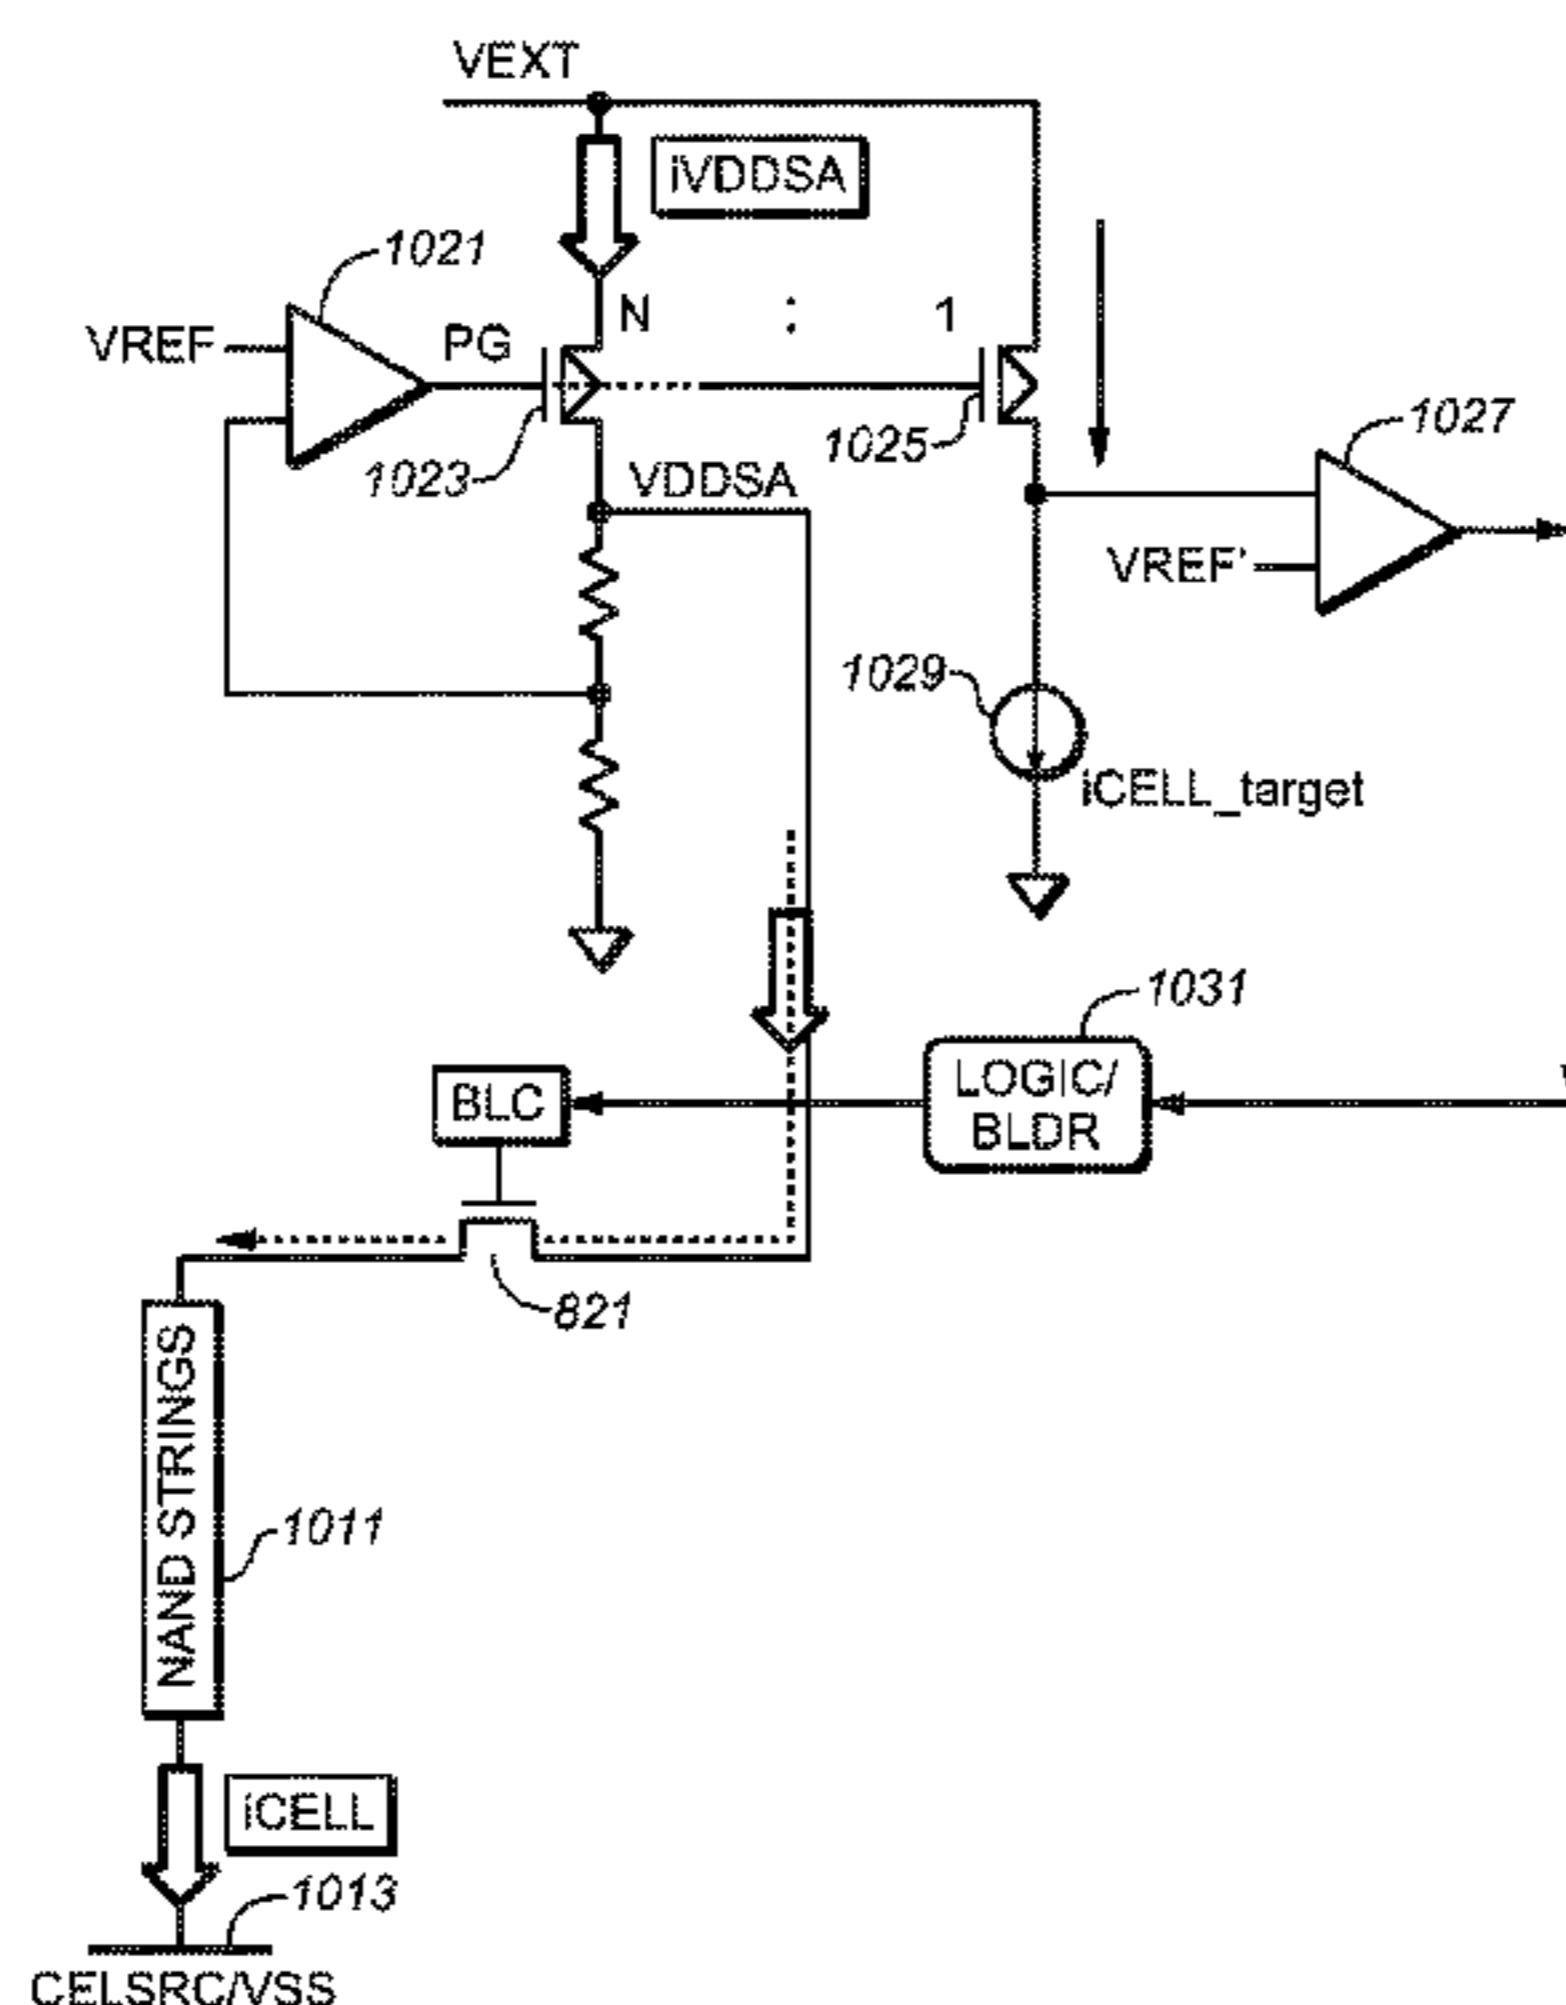 VEXT
iVDDSA
1021
N : 1
VREF
PG
1023
1025
1027
VDDSA
VREF'
1029
iCELL_target
1031
BLC
LOGIC/
BLDR
821
NAND STRINGS
1011
iCELL
1013
CELSRC/VSS